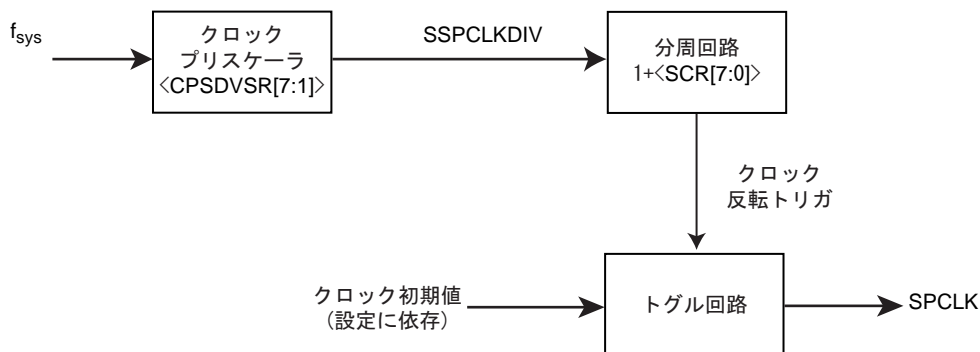 f_sys
クロック
プリスケーラ
<CPSDVSR[7:1]>
SSPCLKDIV
分周回路
1+<SCR[7:0]>
クロック
反転トリガ
クロック初期値
(設定に依存)
トグル回路
SPCLK